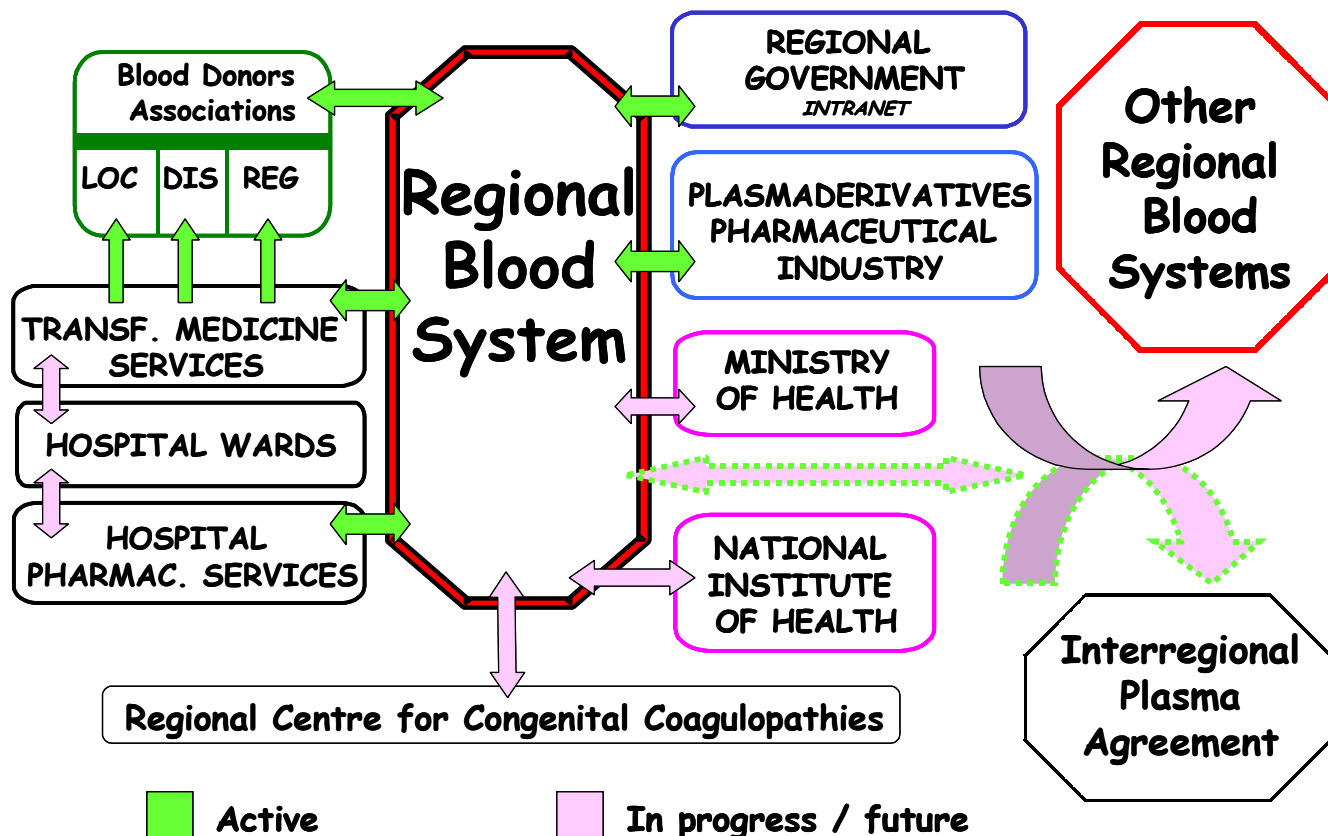 Blood Donors
Associations
LOC
DIS
REG
TRANSF. MEDICINE
SERVICES
HOSPITAL WARDS
HOSPITAL
PHARMAC. SERVICES
Regional
Blood
System
REGIONAL
GOVERNMENT
INTRANET
PLASMADERIVATIVES
PHARMACEUTICAL
INDUSTRY
MINISTRY
OF HEALTH
NATIONAL
INSTITUTE
OF HEALTH
Other
Regional
Blood
Systems
Interregional
Plasma
Agreement
Regional Centre for Congenital Coagulopathies
Active
In progress / future